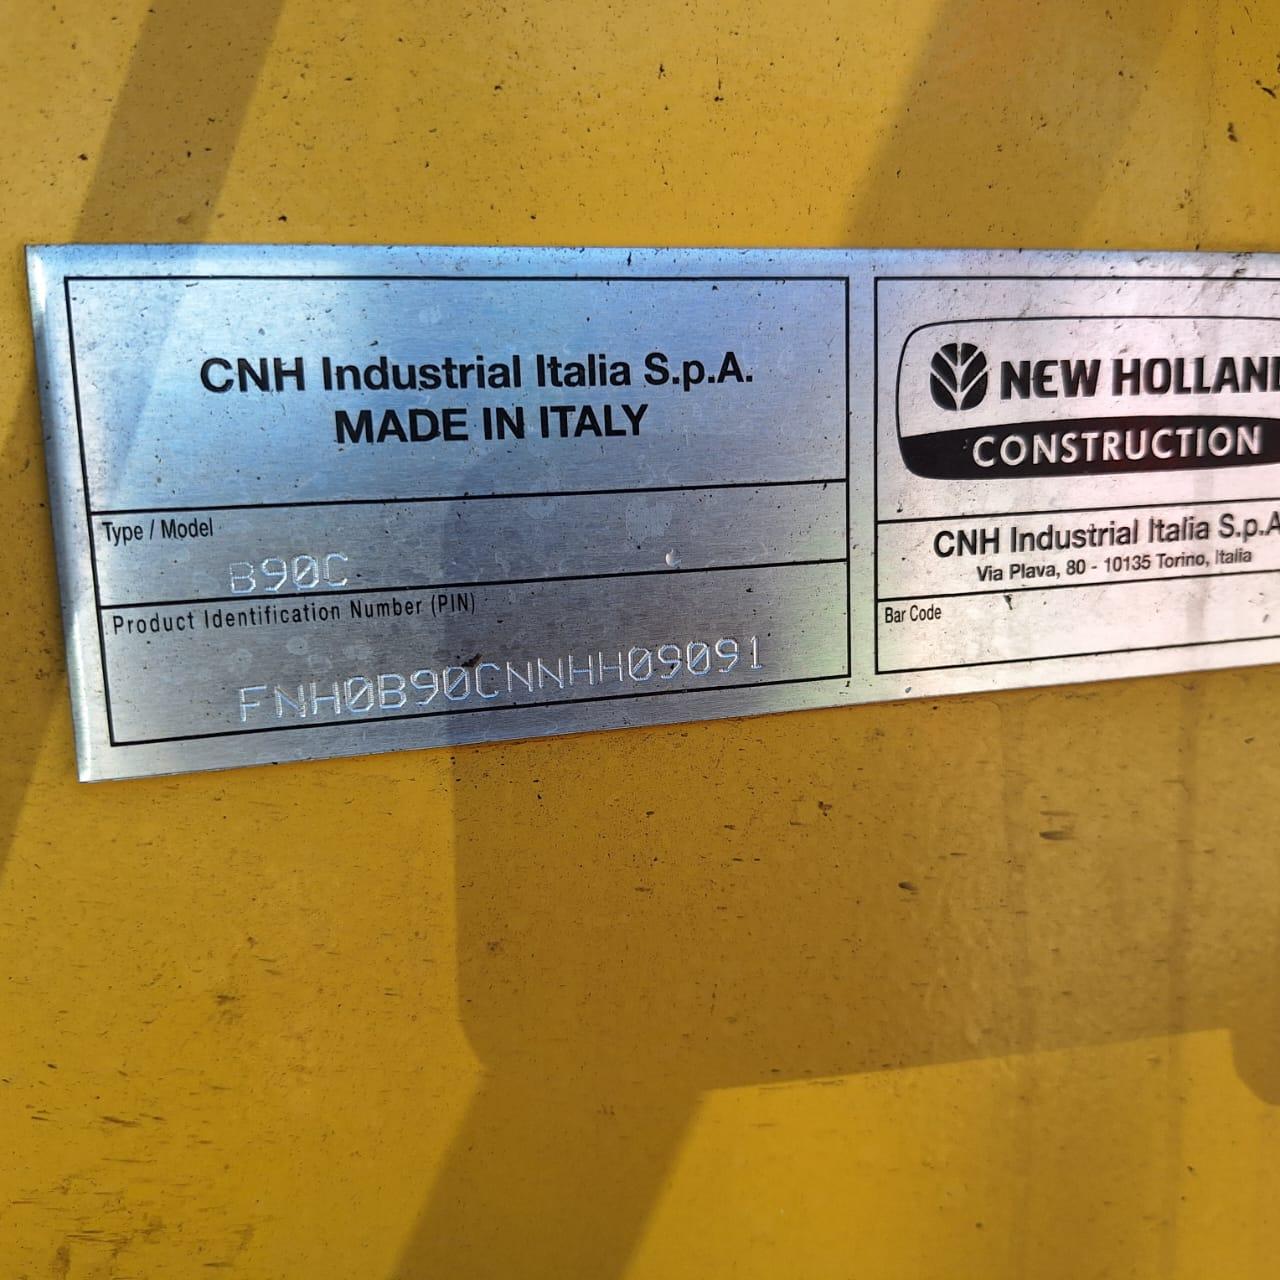 CNH Industrial Italia S.p.A.
MADE IN ITALY
Type / Model
B90C
Product Identification Number (PIN)
FNH0B90CNNHH09091
NEW HOLLAND
CONSTRUCTION
CNH Industrial Italia S.p.A
Via Plava, 80 - 10135 Torino, Italia
Bar Code